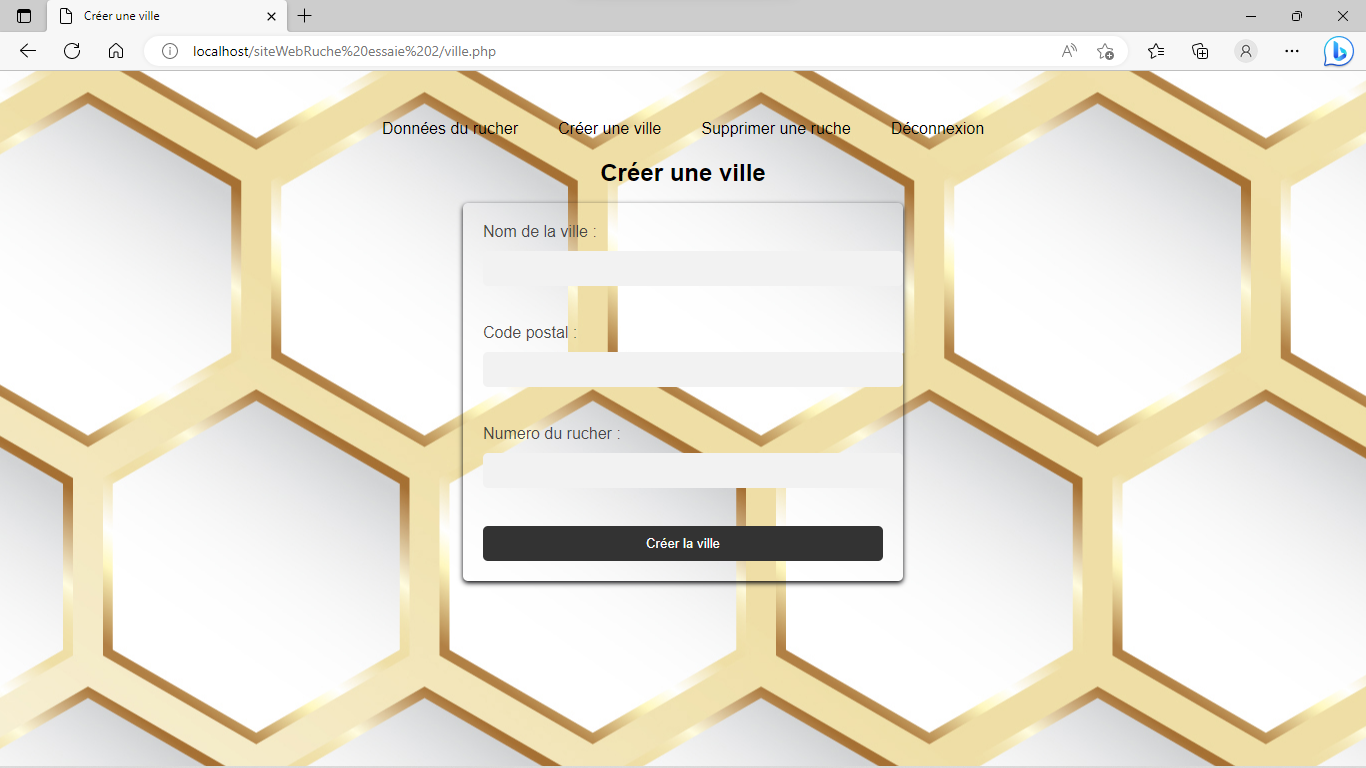 Créer une ville
localhost/siteWebRuche%20essaie%202/ville.php
Données du rucher Créer une ville Supprimer une ruche Déconnexion
Créer une ville
Nom de la ville :
Code postal :
Numero du rucher :
Créer la ville